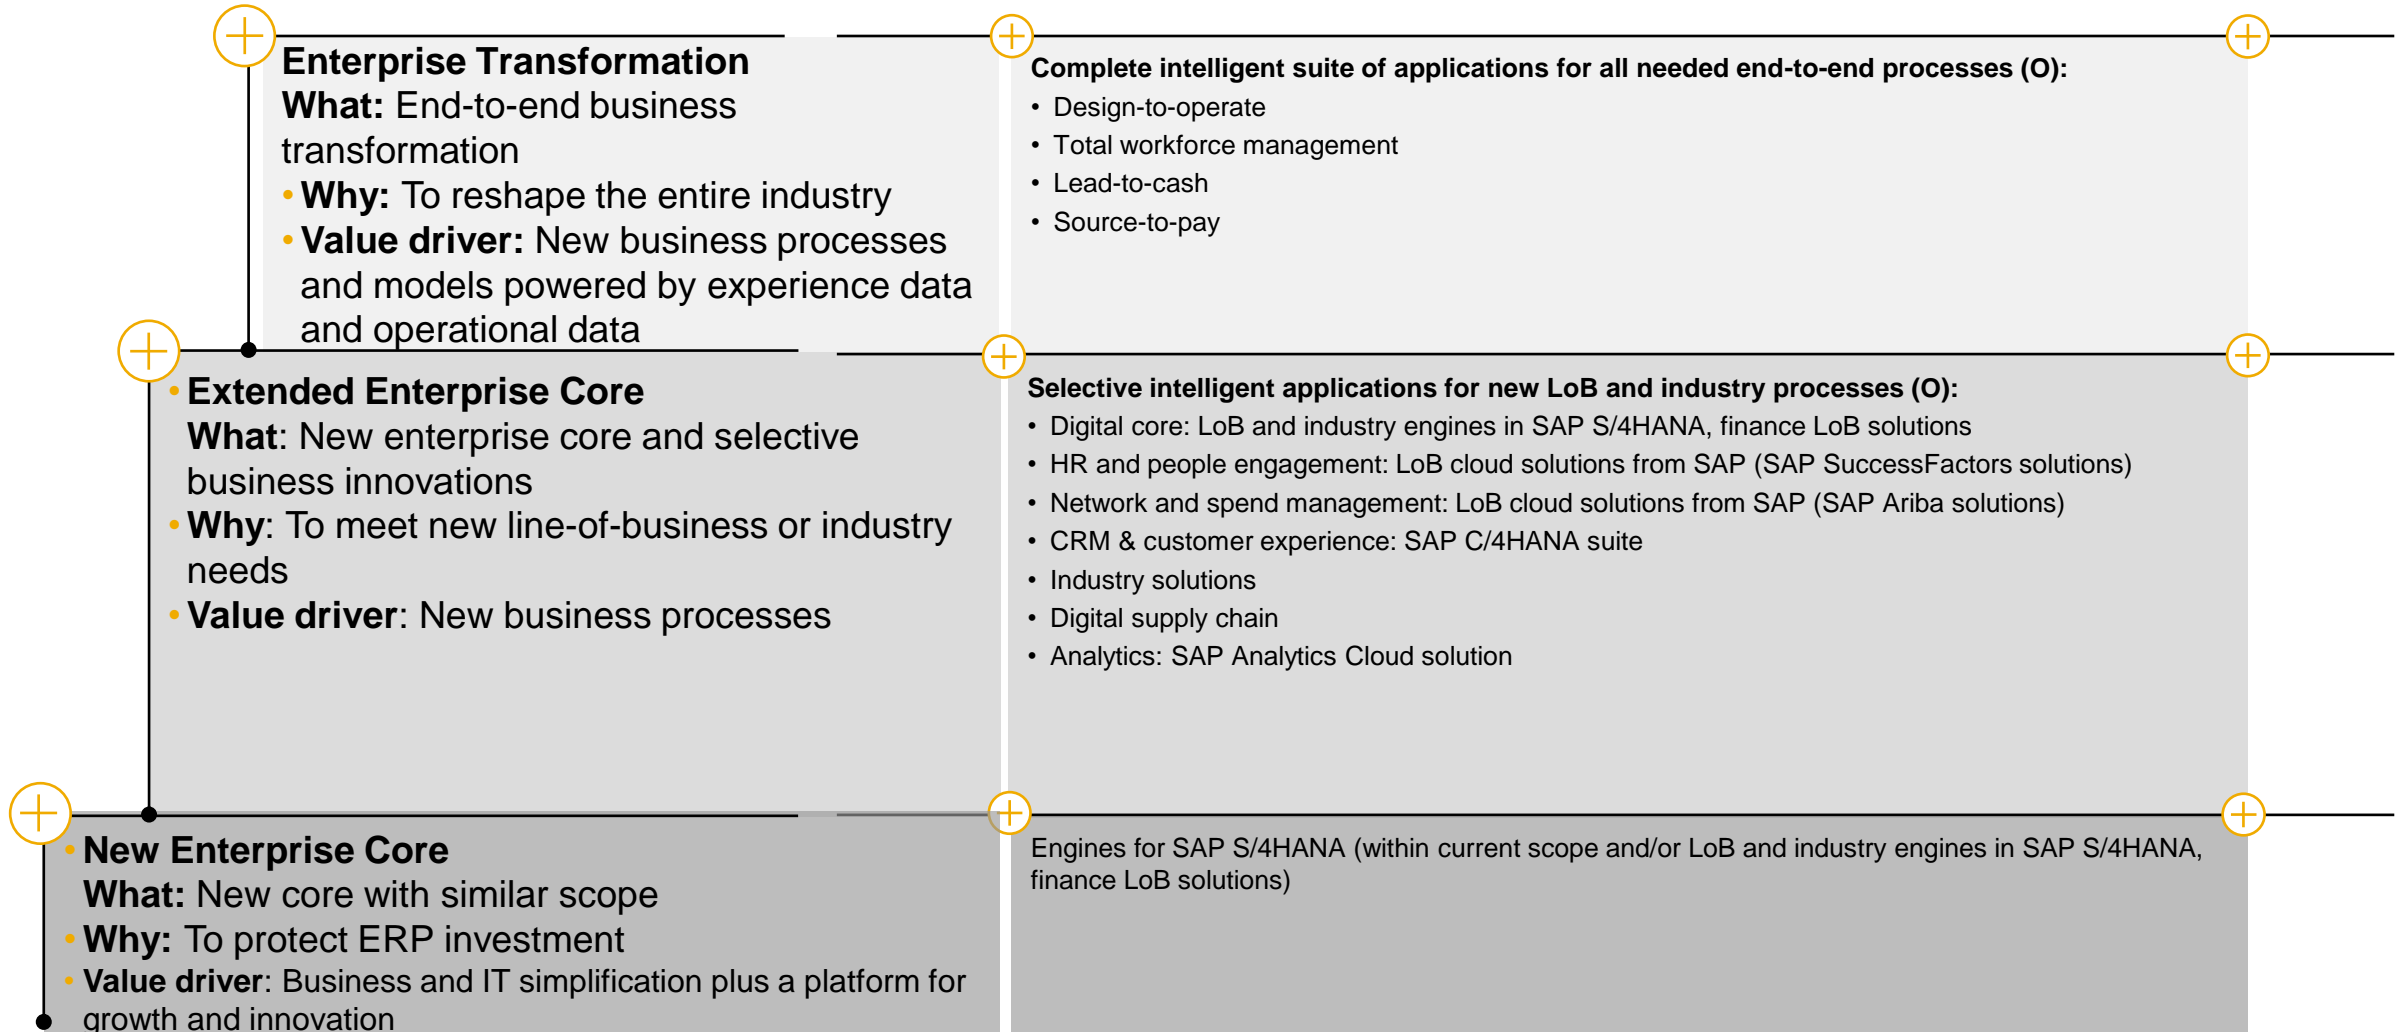 Enterprise Transformation
What: End-to-end business
transformation
• Why: To reshape the entire industry
• Value driver: New business processes
and models powered by experience data
and operational data
Complete intelligent suite of applications for all needed end-to-end processes (O):
• Design-to-operate
• Total workforce management
• Lead-to-cash
• Source-to-pay
• Extended Enterprise Core
What: New enterprise core and selective
business innovations
• Why: To meet new line-of-business or industry
needs
• Value driver: New business processes
Selective intelligent applications for new LoB and industry processes (O):
• Digital core: LoB and industry engines in SAP S/4HANA, finance LoB solutions
• HR and people engagement: LoB cloud solutions from SAP (SAP SuccessFactors solutions)
• Network and spend management: LoB cloud solutions from SAP (SAP Ariba solutions)
• CRM & customer experience: SAP C/4HANA suite
• Industry solutions
• Digital supply chain
• Analytics: SAP Analytics Cloud solution
• New Enterprise Core
What: New core with similar scope
• Why: To protect ERP investment
• Value driver: Business and IT simplification plus a platform for
growth and innovation
Engines for SAP S/4HANA (within current scope and/or LoB and industry engines in SAP S/4HANA,
finance LoB solutions)